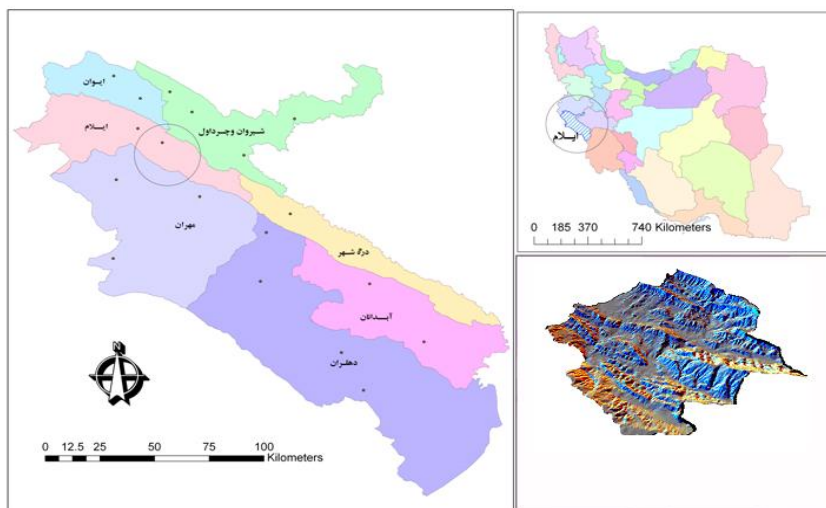 ایوان
شیروان وچرداول
ایلام
مهران
دره شهر
آبدانان
دهلران
N
0 12.5 25 50 75 100
Kilometers
ایلام
0 185 370 740 Kilometers